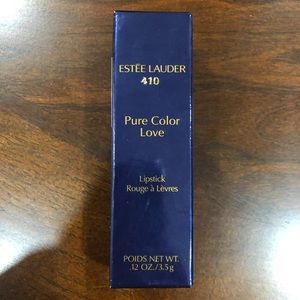 ESTĒE LAUDER
410
Pure Color
Love
Lipstick
Rouge à Lèvres
POIDS NET WT.
.12 OZ./3.5g